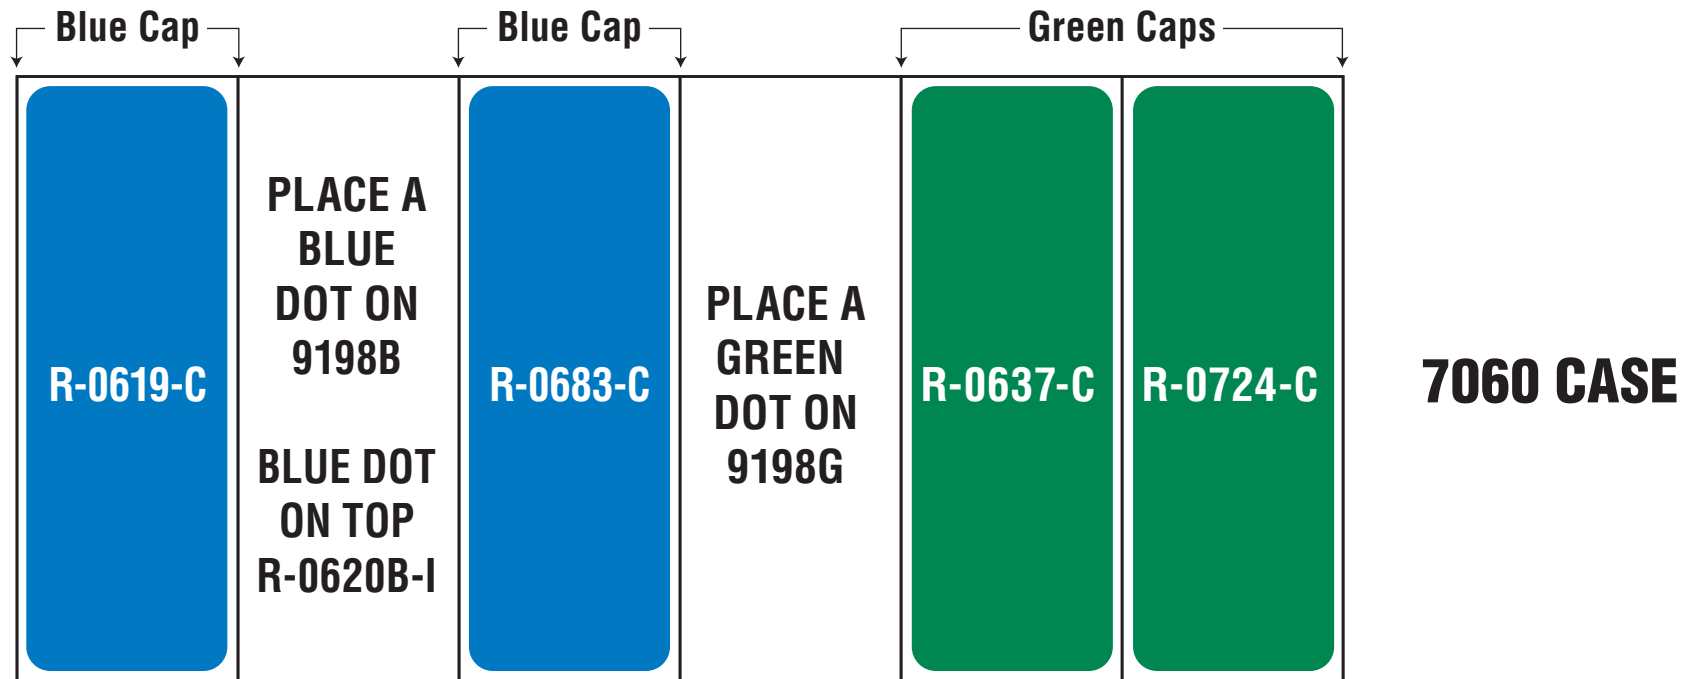 Blue Cap
Blue Cap
Green Caps
R-0619-C
PLACE A
BLUE
DOT ON
9198B
BLUE DOT
ON TOP
R-0620B-I
R-0683-C
PLACE A
GREEN
DOT ON
9198G
R-0637-C
R-0724-C
7060 CASE